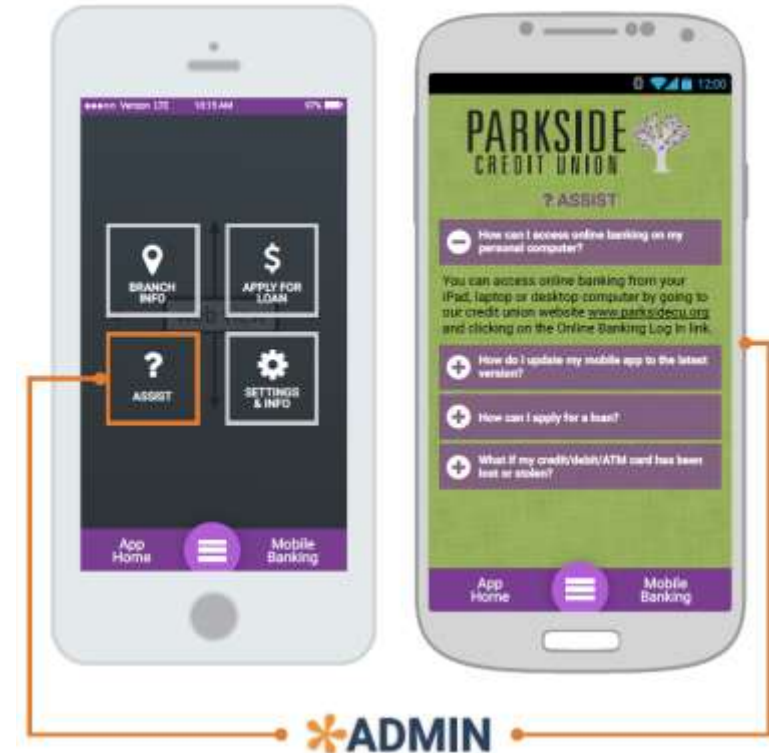 10:15 AM
97%
BRANCH
INFO
APPLY FOR
LOAN
?
ASSIST
SETTINGS
& INFO
App
Home
Mobile
Banking
12:00
PARKSIDE
CREDIT UNION
? ASSIST
How can I access online banking on my
personal computer?
You can access online banking from your
iPad, laptop or desktop computer by going to
our credit union website www.parksidecu.org
and clicking on the Online Banking Log In link.
How do I update my mobile app to the latest
version?
How can I apply for a loan?
What if my credit/debit/ATM card has been
lost or stolen?
App
Home
Mobile
Banking
ADMIN